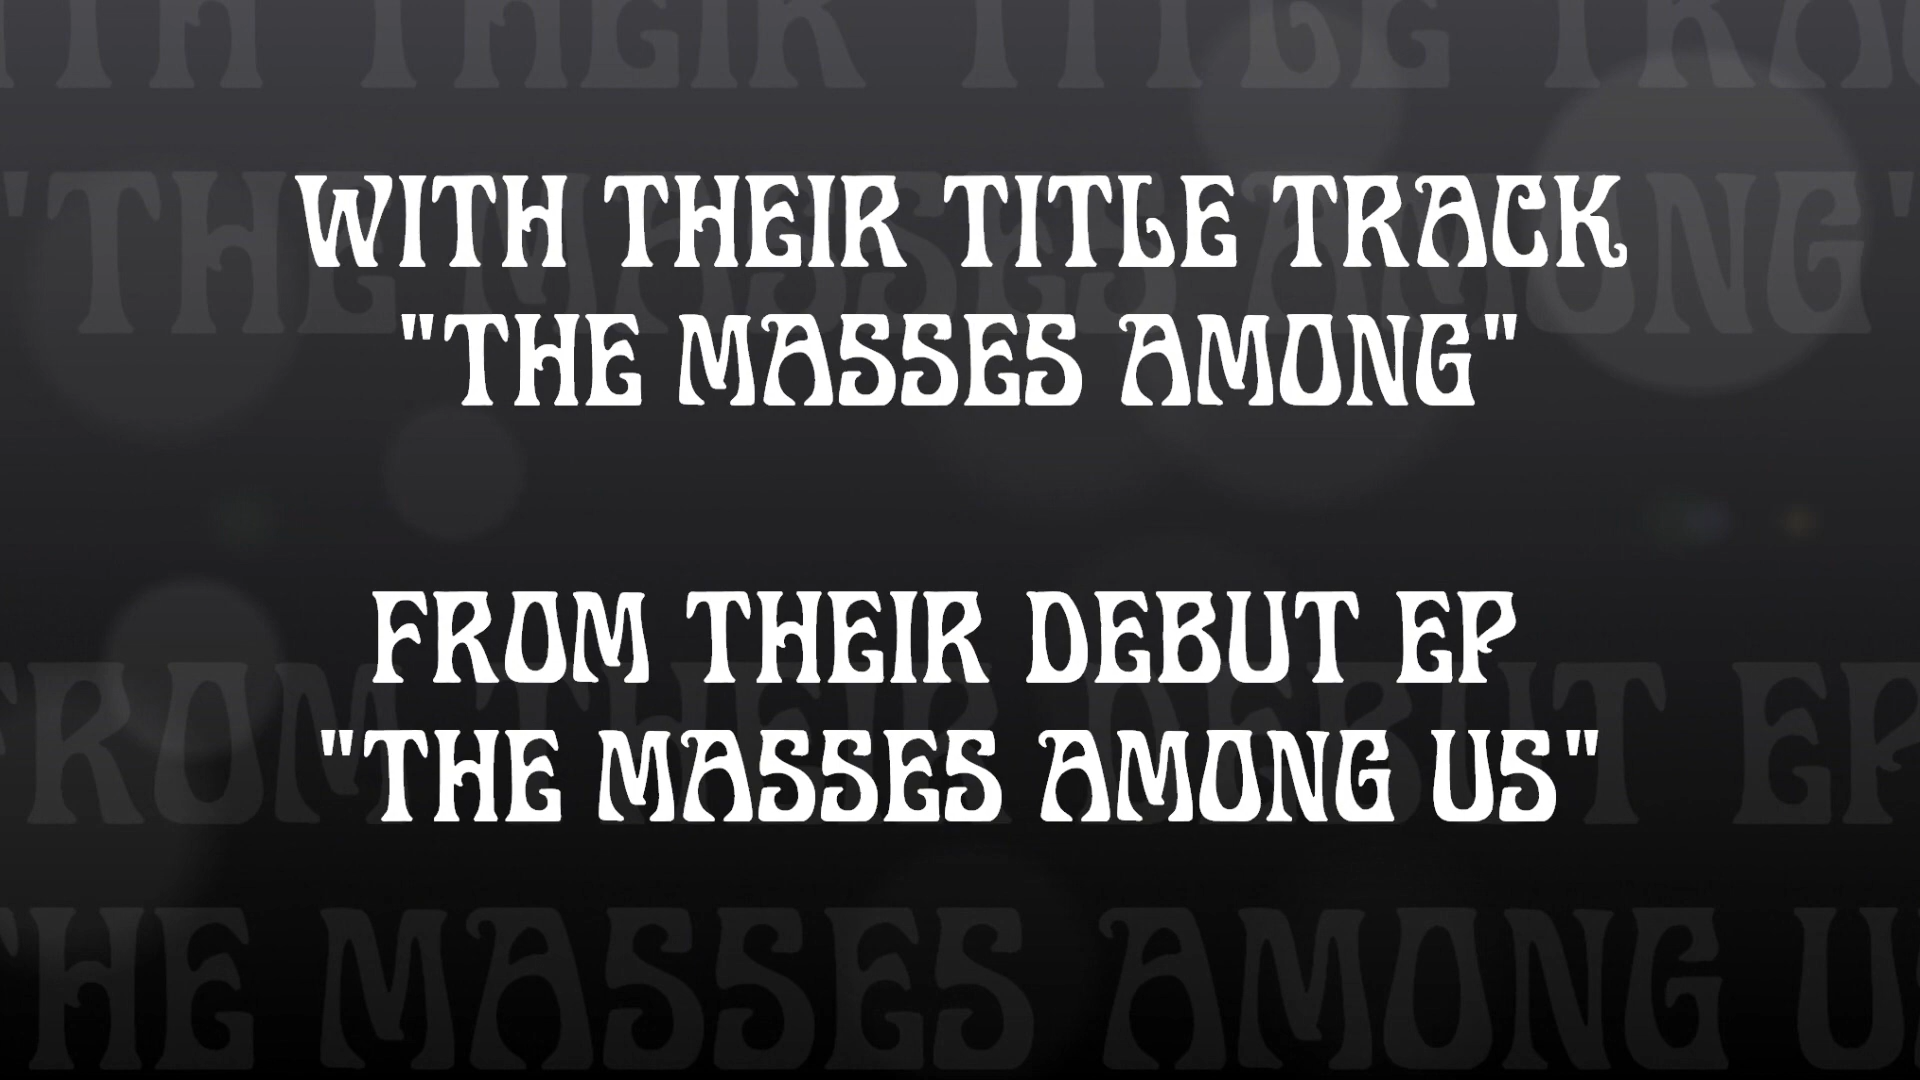 WITH THEIR TITLE TRACK
"THE MASSES AMONG"
FROM THEIR DEBUT EP
"THE MASSES AMONG US"